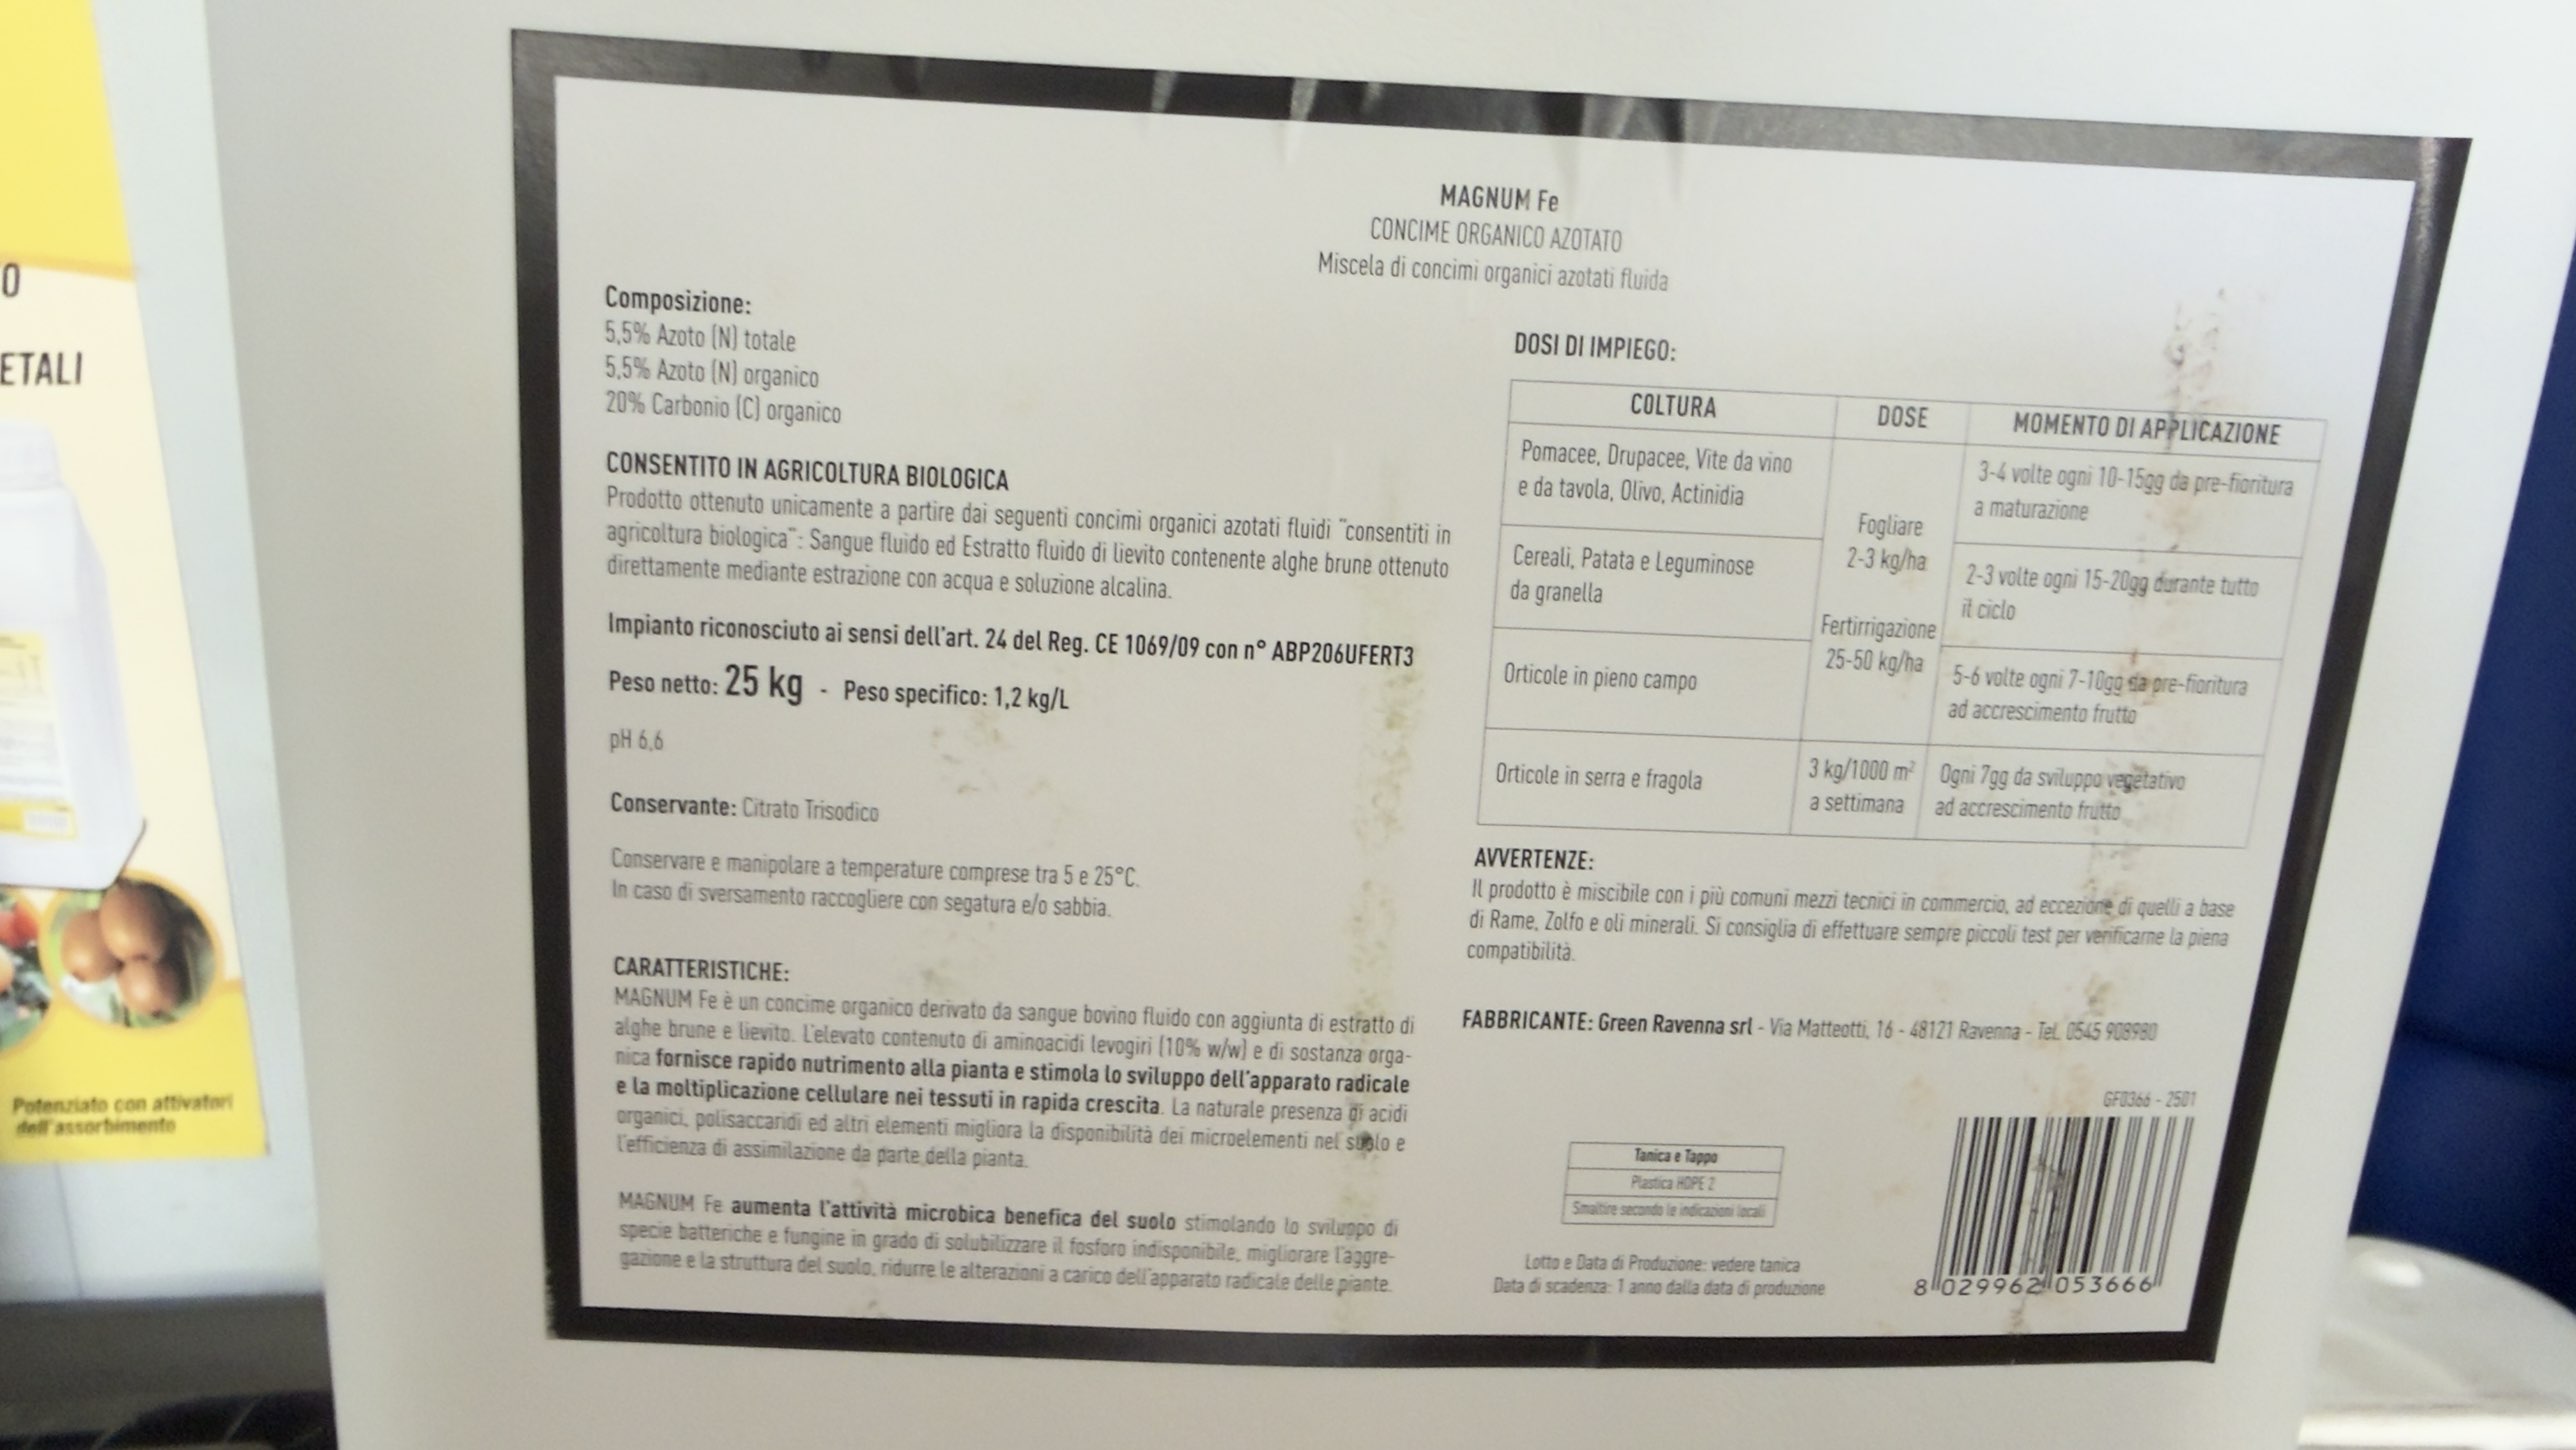 O
ETALI
Potenziato con attivatori
dell'assorbimento
MAGNUM Fe
CONCIME ORGANICO AZOTATO
Miscela di concimi organici azotati fluida
Composizione:
5,5% Azoto (N) totale
5,5% Azoto (N) organico
20% Carbonio (C) organico
CONSENTITO IN AGRICOLTURA BIOLOGICA
Prodotto ottenuto unicamente a partire dai seguenti concimi organici azotati fluidi "consentiti in
agricoltura biologica": Sangue fluido ed Estratto fluido di lievito contenente alghe brune ottenuto
direttamente mediante estrazione con acqua e soluzione alcalina.
Impianto riconosciuto ai sensi dell'art. 24 del Reg. CE 1069/09 con n° ABP206UFERT3
Peso netto: 25 kg - Peso specifico: 1,2 kg/L
pH 6,6
Conservante: Citrato Trisodico
Conservare e manipolare a temperature comprese tra 5 e 25°C.
In caso di sversamento raccogliere con segatura e/o sabbia.
CARATTERISTICHE:
MAGNUM Fe è un concime organico derivato da sangue bovino fluido con aggiunta di estratto di
alghe brune e lievito. L'elevato contenuto di aminoacidi levogiri (10% w/w) e di sostanza orga-
nica fornisce rapido nutrimento alla pianta e stimola lo sviluppo dell'apparato radicale
e la moltiplicazione cellulare nei tessuti in rapida crescita. La naturale presenza di acidi
organici, polisaccaridi ed altri elementi migliora la disponibilità dei microelementi nel suolo e
l'efficienza di assimilazione da parte della pianta.
MAGNUM Fe aumenta l'attività microbica benefica del suolo stimolando lo sviluppo di
specie batteriche e fungine in grado di solubilizzare il fosforo indisponibile, migliorare l'aggre-
gazione e la struttura del suolo, ridurre le alterazioni a carico dell'apparato radicale delle piante.
DOSI DI IMPIEGO:
COLTURA DOSE MOMENTO DI APPLICAZIONE
Pomacee, Drupacee, Vite da vino
e da tavola, Olivo, Actinidia
3-4 volte ogni 10-15gg da pre-fioritura
a maturazione
Fogliare
2-3 kg/ha
Cereali, Patata e Leguminose
da granella
2-3 volte ogni 15-20gg durante tutto
il ciclo
Fertirrigazione
25-50 kg/ha
Orticole in pieno campo
5-6 volte ogni 7-10gg da pre-fioritura
ad accrescimento frutto
Orticole in serra e fragola
3 kg/1000 m²
a settimana
Ogni 7gg da sviluppo vegetativo
ad accrescimento frutto
AVVERTENZE:
Il prodotto è miscibile con i più comuni mezzi tecnici in commercio, ad eccezione di quelli a base
di Rame, Zolfo e oli minerali. Si consiglia di effettuare sempre piccoli test per verificarne la piena
compatibilità.
FABBRICANTE: Green Ravenna srl - Via Matteotti, 16 - 48121 Ravenna - Tel. 0545 908980
GF0366 - 2501
Tanica e Tappo
Plastica HDPE 2
Smaltire secondo le indicazioni locali
Lotto e Data di Produzione: vedere tanica
Data di scadenza: 1 anno dalla data di produzione
8 029962 053666